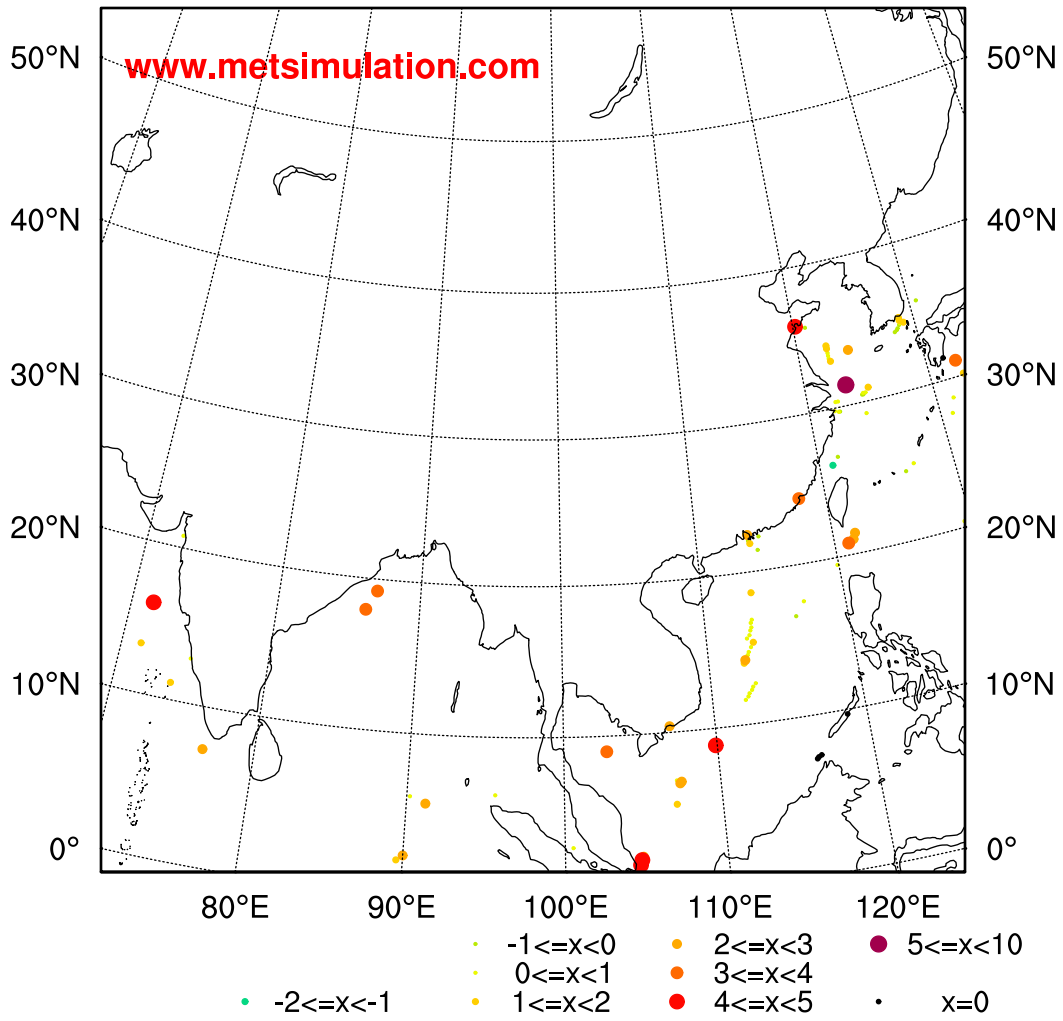 www.metsimulation.com
50°N 50°N
40°N 40°N
30°N 30°N
20°N 20°N
10°N 10°N
0° 0°
80°E 90°E 100°E 110°E 120°E
-1<=x<0 2<=x<3 5<=x<10
0<=x<1 3<=x<4
-2<=x<-1 1<=x<2 4<=x<5 x=0